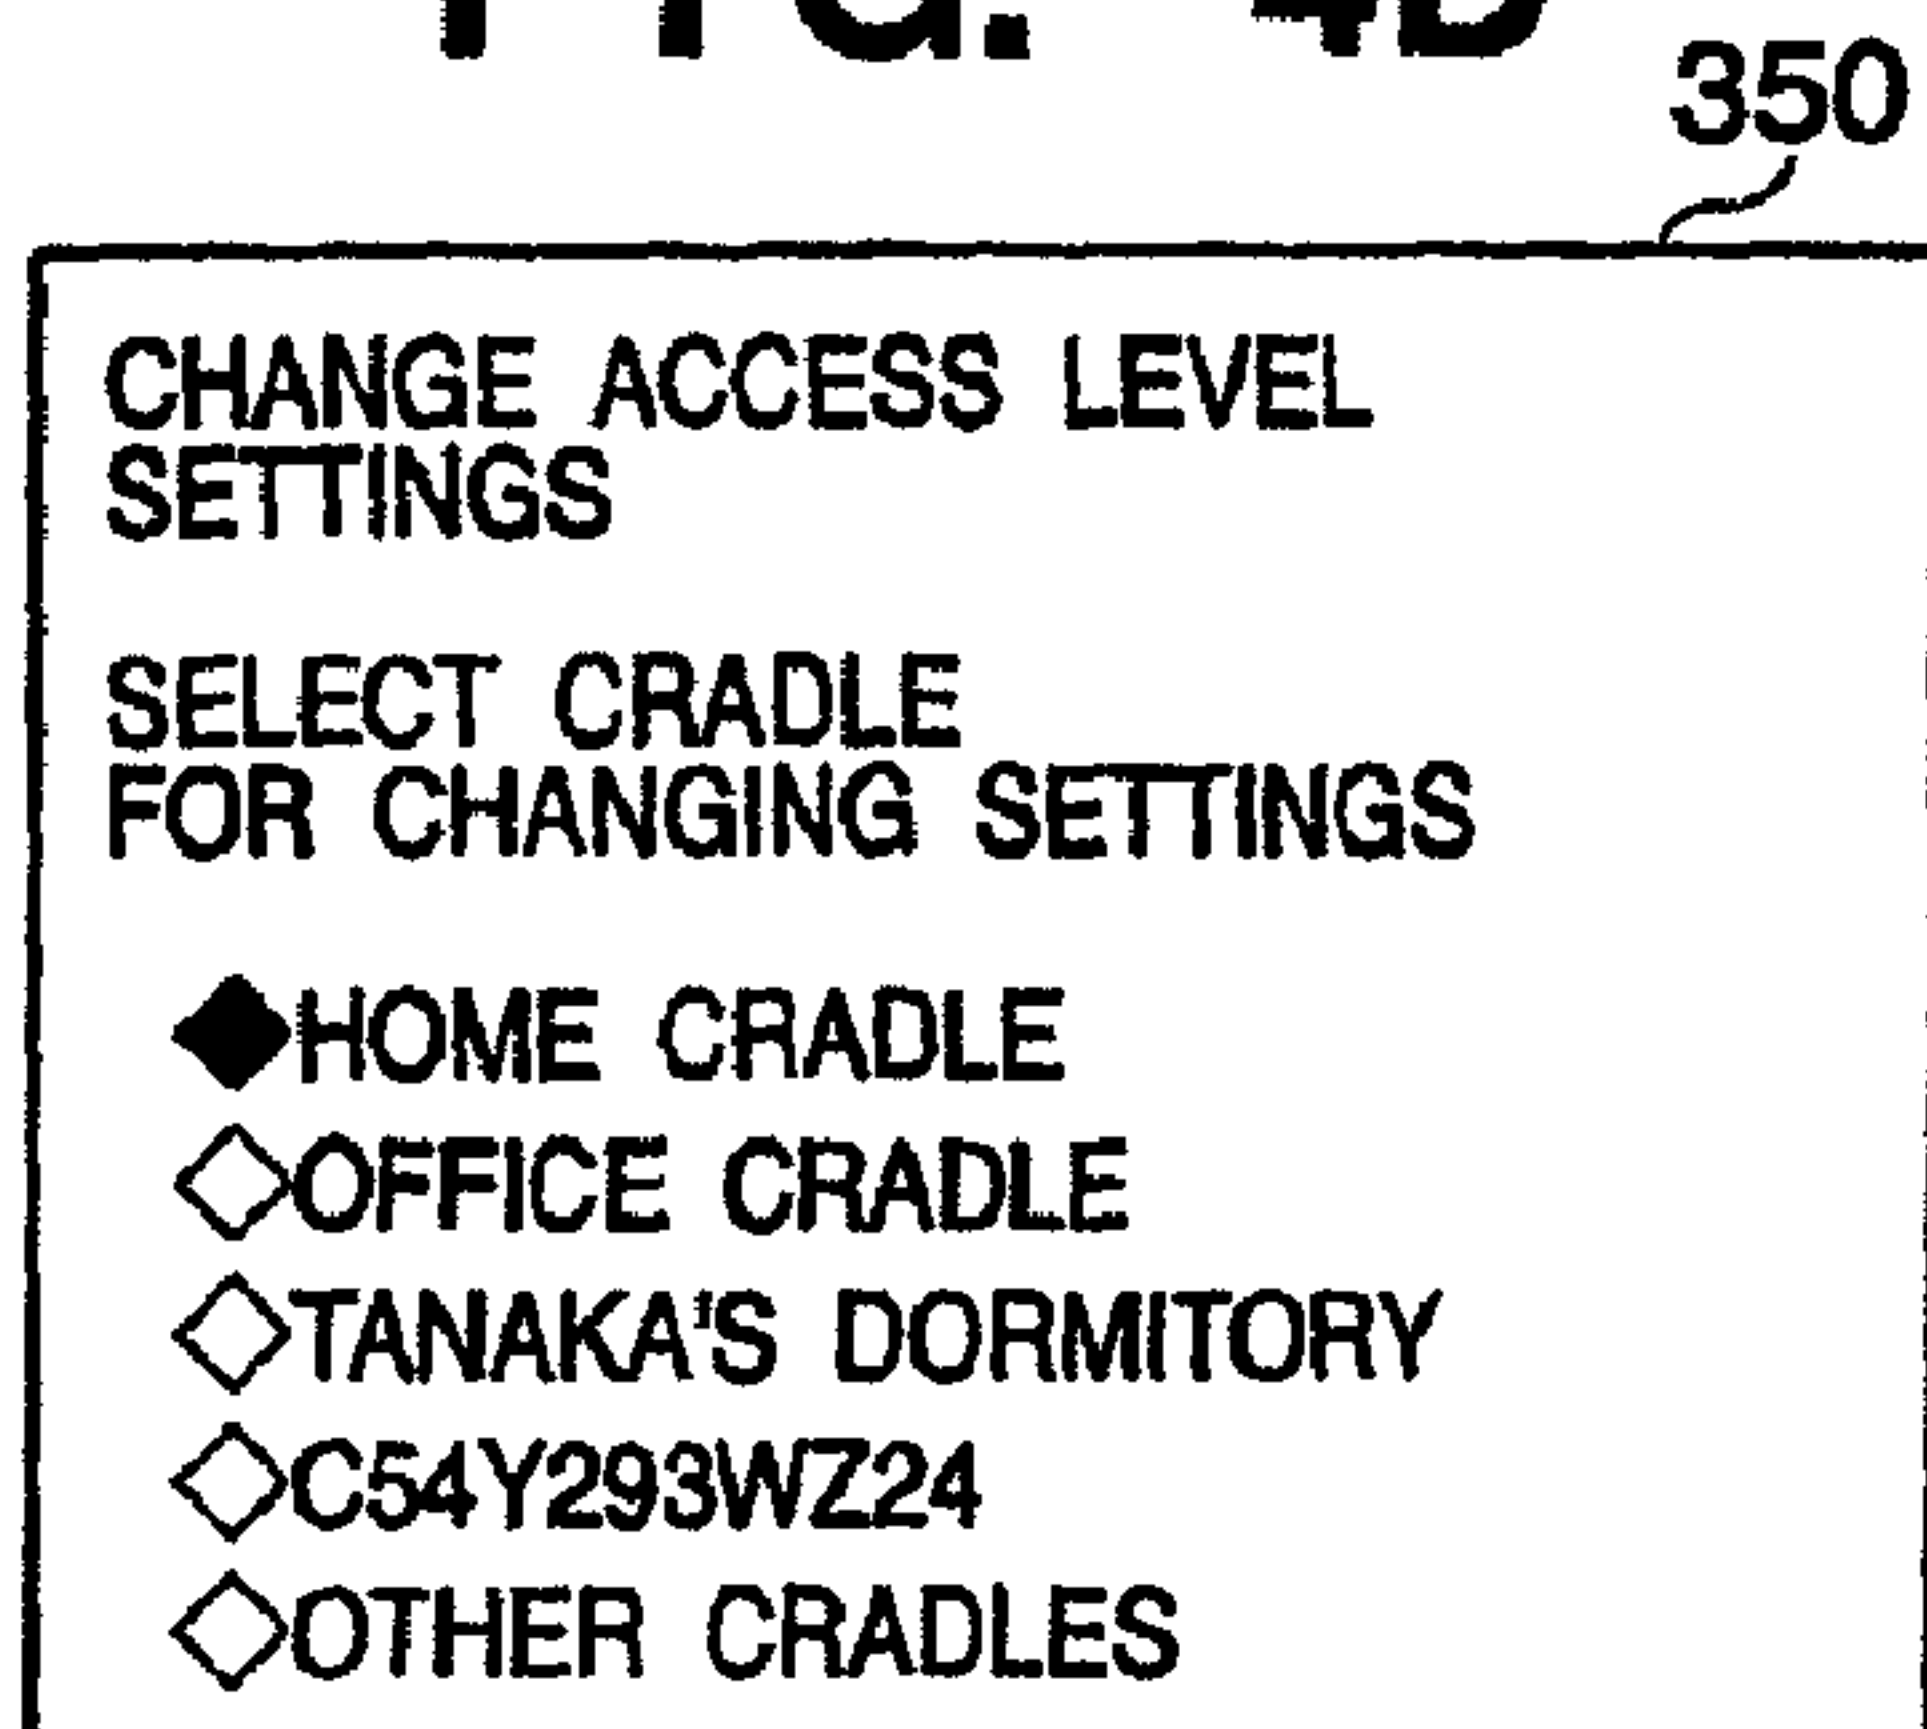 350
CHANGE ACCESS LEVEL
SETTINGS
SELECT CRADLE
FOR CHANGING SETTINGS
◆HOME CRADLE
◇OFFICE CRADLE
◇TANAKA'S DORMITORY
◇C54Y293WZ24
◇OTHER CRADLES